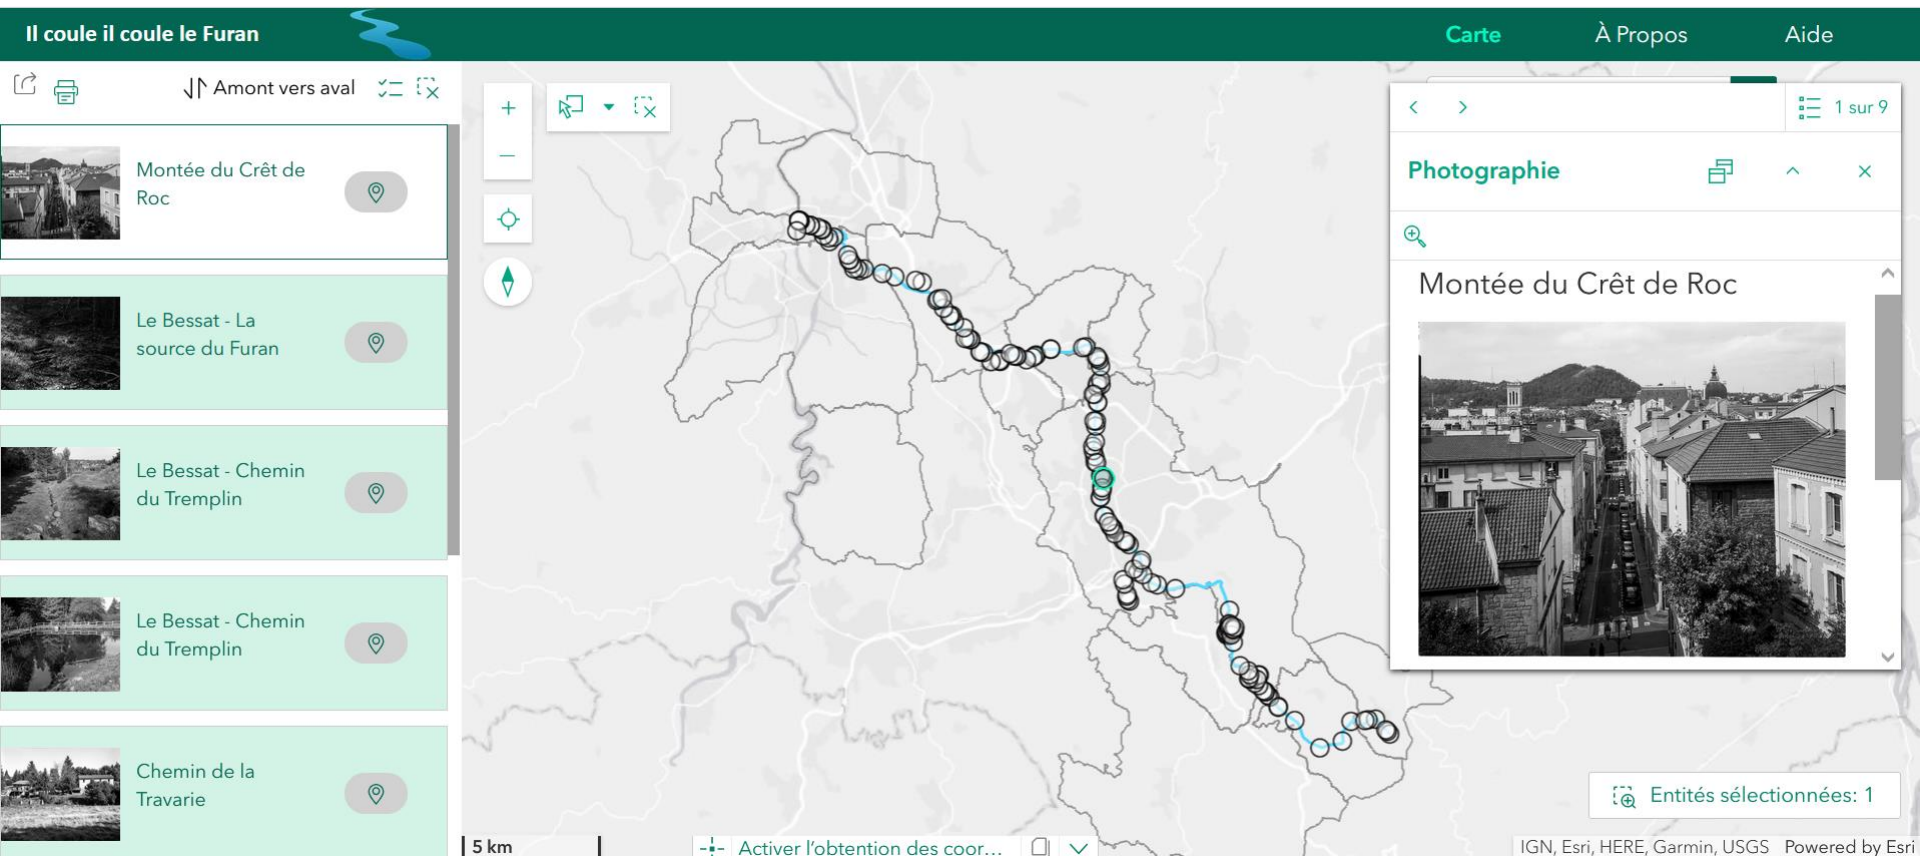 Il coule il coule le Furan
Carte
À Propos
Aide
Amont vers aval
Montée du Crêt de
Roc
Le Bessat - La
source du Furan
Le Bessat - Chemin
du Tremplin
Le Bessat - Chemin
du Tremplin
Chemin de la
Travarie
1 sur 9
Photographie
Montée du Crêt de Roc
Entités sélectionnées: 1
5 km
Activer l'obtention des coor...
IGN, Esri, HERE, Garmin, USGS Powered by Esri